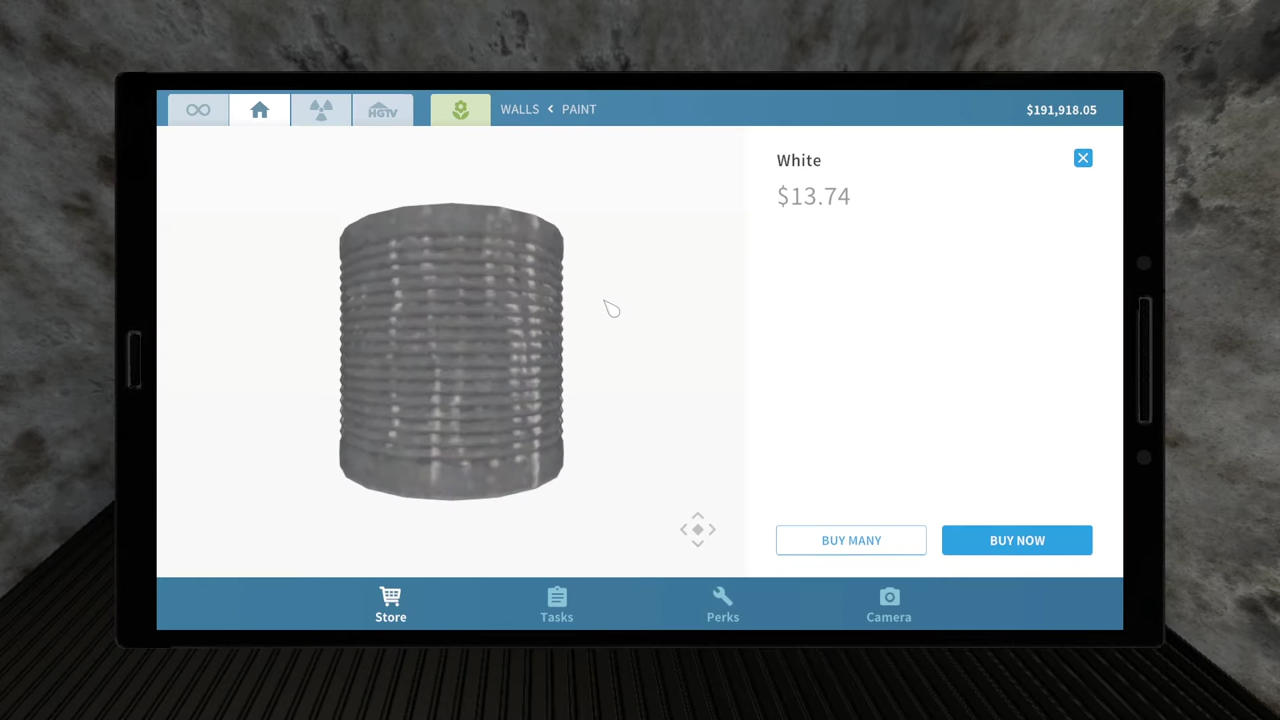 HGTV
WALLS < PAINT
$191,918.05
White
$13.74
BUY MANY
BUY NOW
Store
Tasks
Perks
Camera